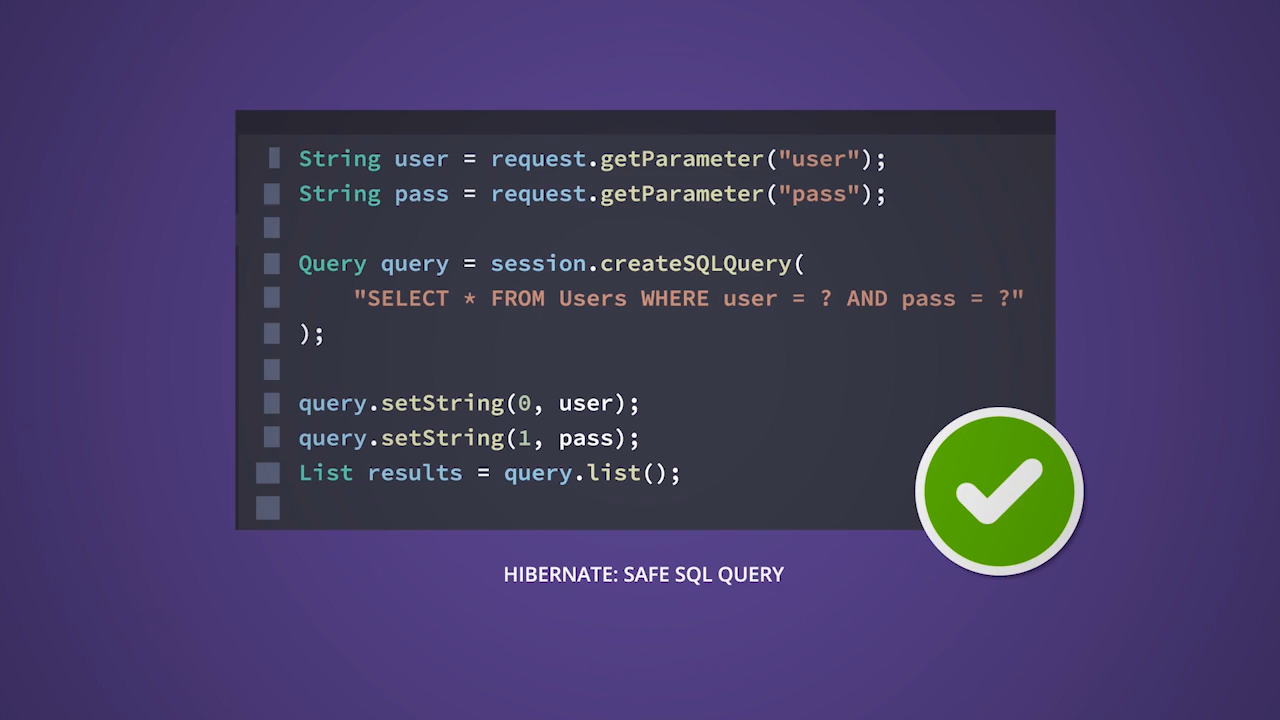 String user = request.getParameter("user");
String pass = request.getParameter("pass");
Query query = session.createSQLQuery(
"SELECT * FROM Users WHERE user = ? AND pass = ?"
);
query.setString(0, user);
query.setString(1, pass);
List results = query.list();
HIBERNATE: SAFE SQL QUERY